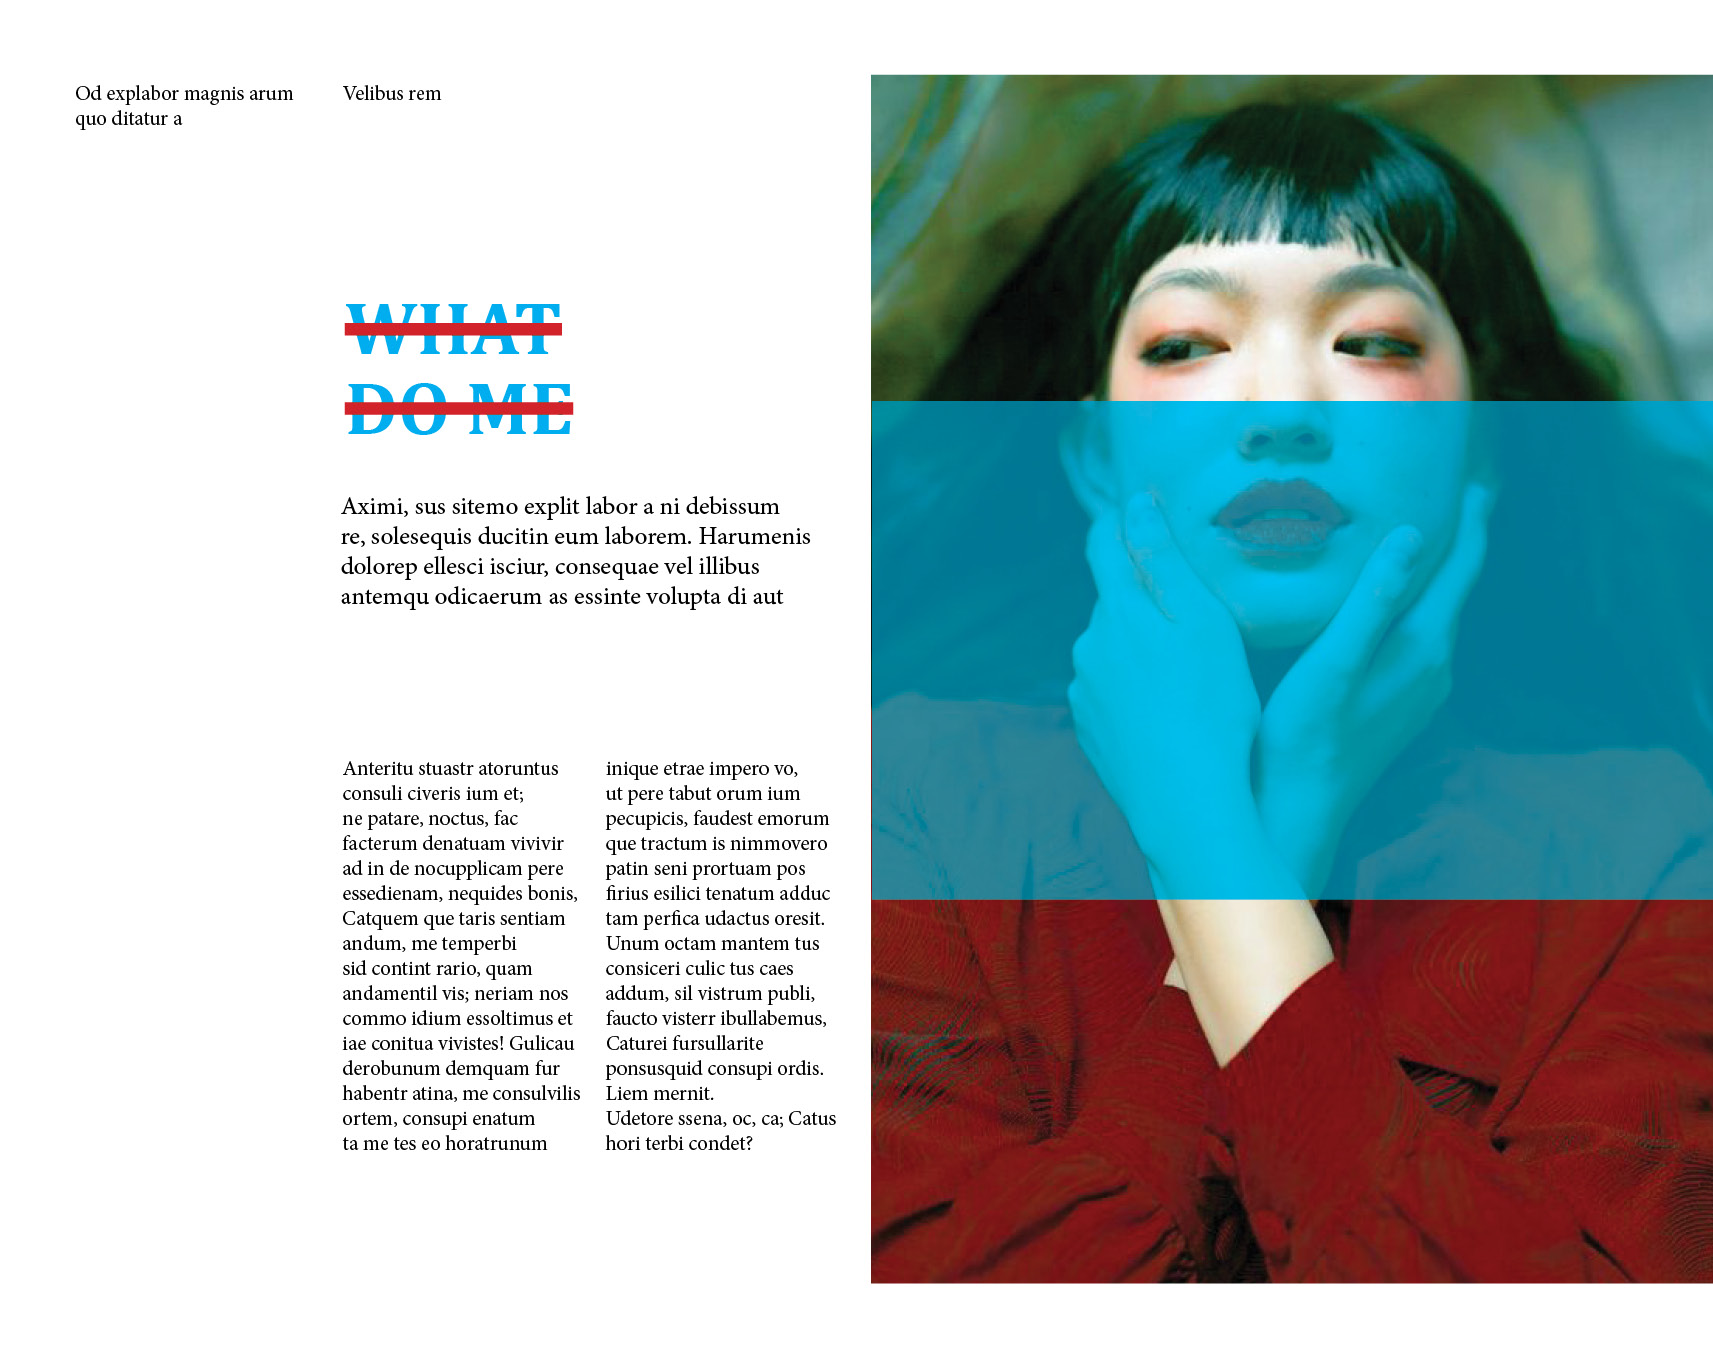 Od explabor magnis arum
quo ditatur a
Velibus rem
WHAT
DO ME
Aximi, sus sitemo explit labor a ni debissum
re, solesequis ducitin eum laborem. Harumenis
dolorep ellesci isciur, consequae vel illibus
antemqu odicaerum as essinte volupta di aut
Anteritu stuastr atoruntus
consuli civeris ium et;
ne patare, noctus, fac
facterum denatuam vivivir
ad in de nocupplicam pere
essedienam, nequides bonis,
Catquem que taris sentiam
andum, me temperbi
sid contint rario, quam
andamentil vis; neriam nos
commo idium essoltimus et
iae conitua vivistes! Gulicau
derobunum demquam fur
habentr atina, me consulvilis
ortem, consupi enatum
ta me tes eo horatrunum
inique etrae impero vo,
ut pere tabut orum ium
pecupicis, faudest emorum
que tractum is nimmovero
patin seni prortuam pos
firius esilici tenatum adduc
tam perfica udactus oresit.
Unum octam mantem tus
consiceri culic tus caes
addum, sil vistrum publi,
faucto visterr ibullabemus,
Caturei fursullarite
ponsusquid consupi ordis.
Liem mernit.
Udetore ssena, oc, ca; Catus
hori terbi condet?